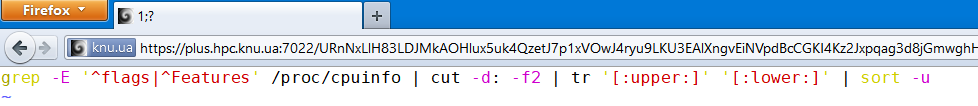 Firefox
1;?
knu.ua https://plus.hpc.knu.ua:7022/URnNxLlH83LDJMkAOHlux5uk4QzetJ7p1xVOwJ4ryu9LKU3EAlXngvEiNVpdBcCGKl4Kz2Jxpqag3d8jGmwghH
grep -E '^flags|^Features' /proc/cpuinfo | cut -d: -f2 | tr '[:upper:]' '[:lower:]' | sort -u
~